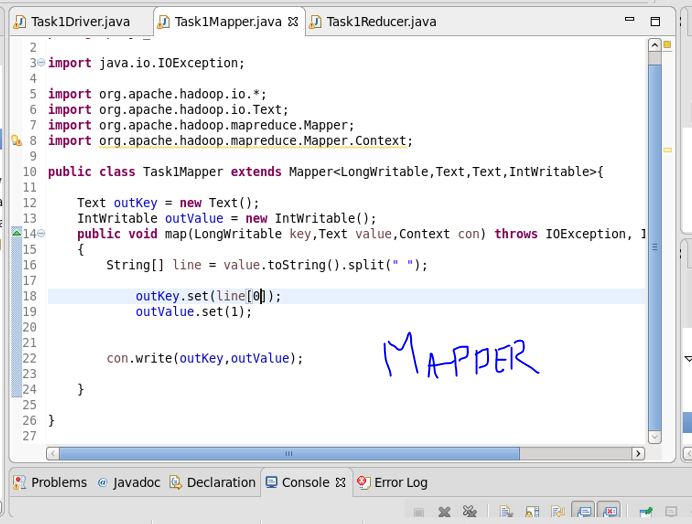 Task1Driver.java Task1Mapper.java Task1Reducer.java
2
3 import java.io.IOException;
4
5 import org.apache.hadoop.io.*;
6 import org.apache.hadoop.io.Text;
7 import org.apache.hadoop.mapreduce.Mapper;
8 import org.apache.hadoop.mapreduce.Mapper.Context;
9
10 public class Task1Mapper extends Mapper<LongWritable,Text,Text,IntWritable>{
11
12 Text outKey = new Text();
13 IntWritable outValue = new IntWritable();
14 public void map(LongWritable key,Text value,Context con) throws IOException, I
15 {
16 String[] line = value.toString().split(" ");
17
18 outKey.set(line[0]);
19 outValue.set(1);
20
21
22 con.write(outKey,outValue);
23
24 }
25
26 }
27
MAPPER
Problems @ Javadoc Declaration Console Error Log